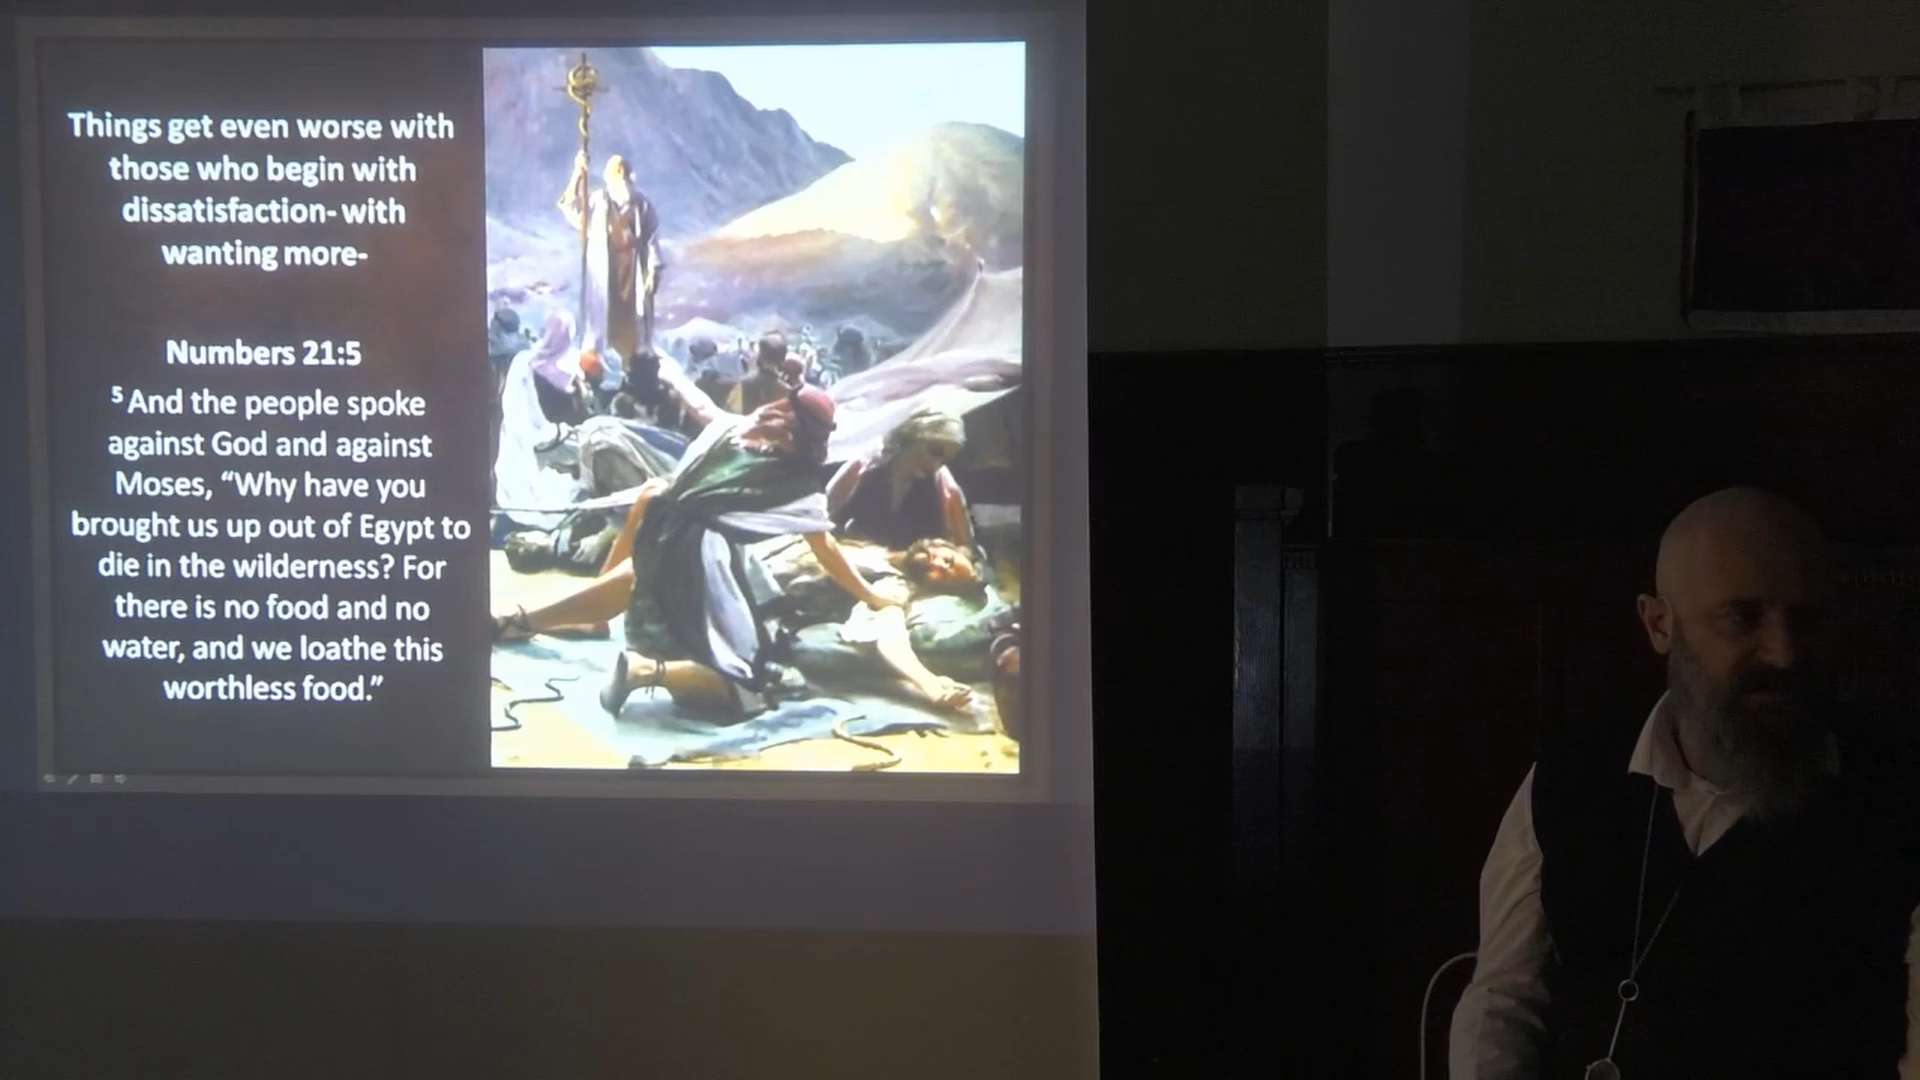 Things get even worse with
those who begin with
dissatisfaction- with
wanting more-
Numbers 21:5
5 And the people spoke
against God and against
Moses, “Why have you
brought us up out of Egypt to
die in the wilderness? For
there is no food and no
water, and we loathe this
worthless food.”